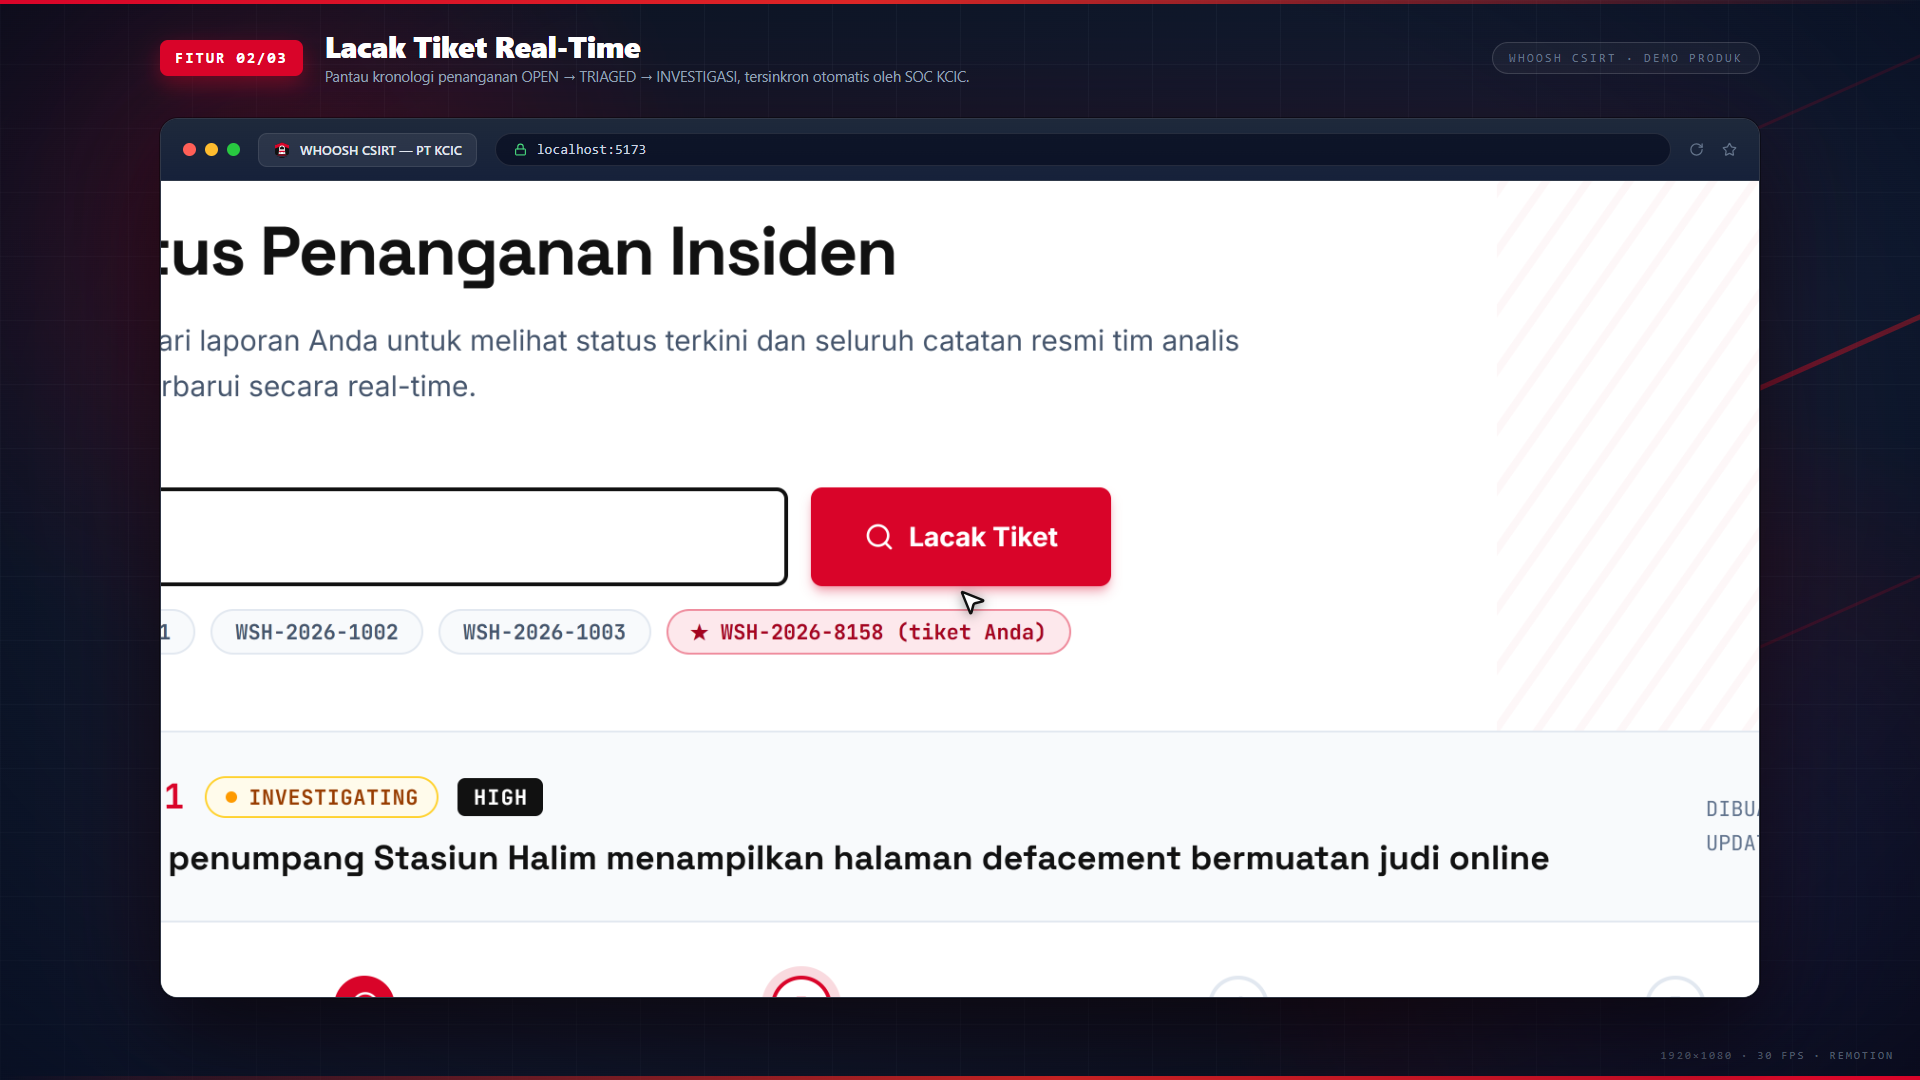 FITUR 02/03
Lacak Tiket Real-Time
Pantau kronologi penanganan OPEN → TRIAGED → INVESTIGASI, tersinkron otomatis oleh SOC KCIC.
WHOOSH CSIRT · DEMO PRODUK
WHOOSH CSIRT — PT KCIC
localhost:5173
tus Penanganan Insiden
ari laporan Anda untuk melihat status terkini dan seluruh catatan resmi tim analis
rbarui secara real-time.
Lacak Tiket
1
WSH-2026-1002
WSH-2026-1003
★ WSH-2026-8158 (tiket Anda)
1
INVESTIGATING
HIGH
DIBUA
UPDAT
penumpang Stasiun Halim menampilkan halaman defacement bermuatan judi online
1920×1080 · 30 FPS · REMOTION